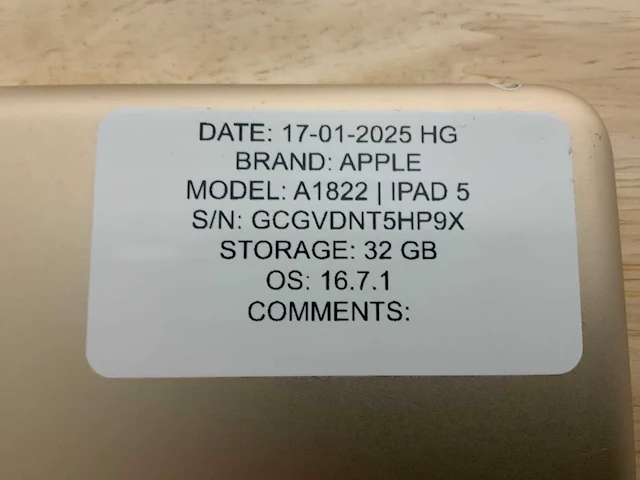 DATE: 17-01-2025 HG
BRAND: APPLE
MODEL: A1822 | IPAD 5
S/N: GCGVDNT5HP9X
STORAGE: 32 GB
OS: 16.7.1
COMMENTS: